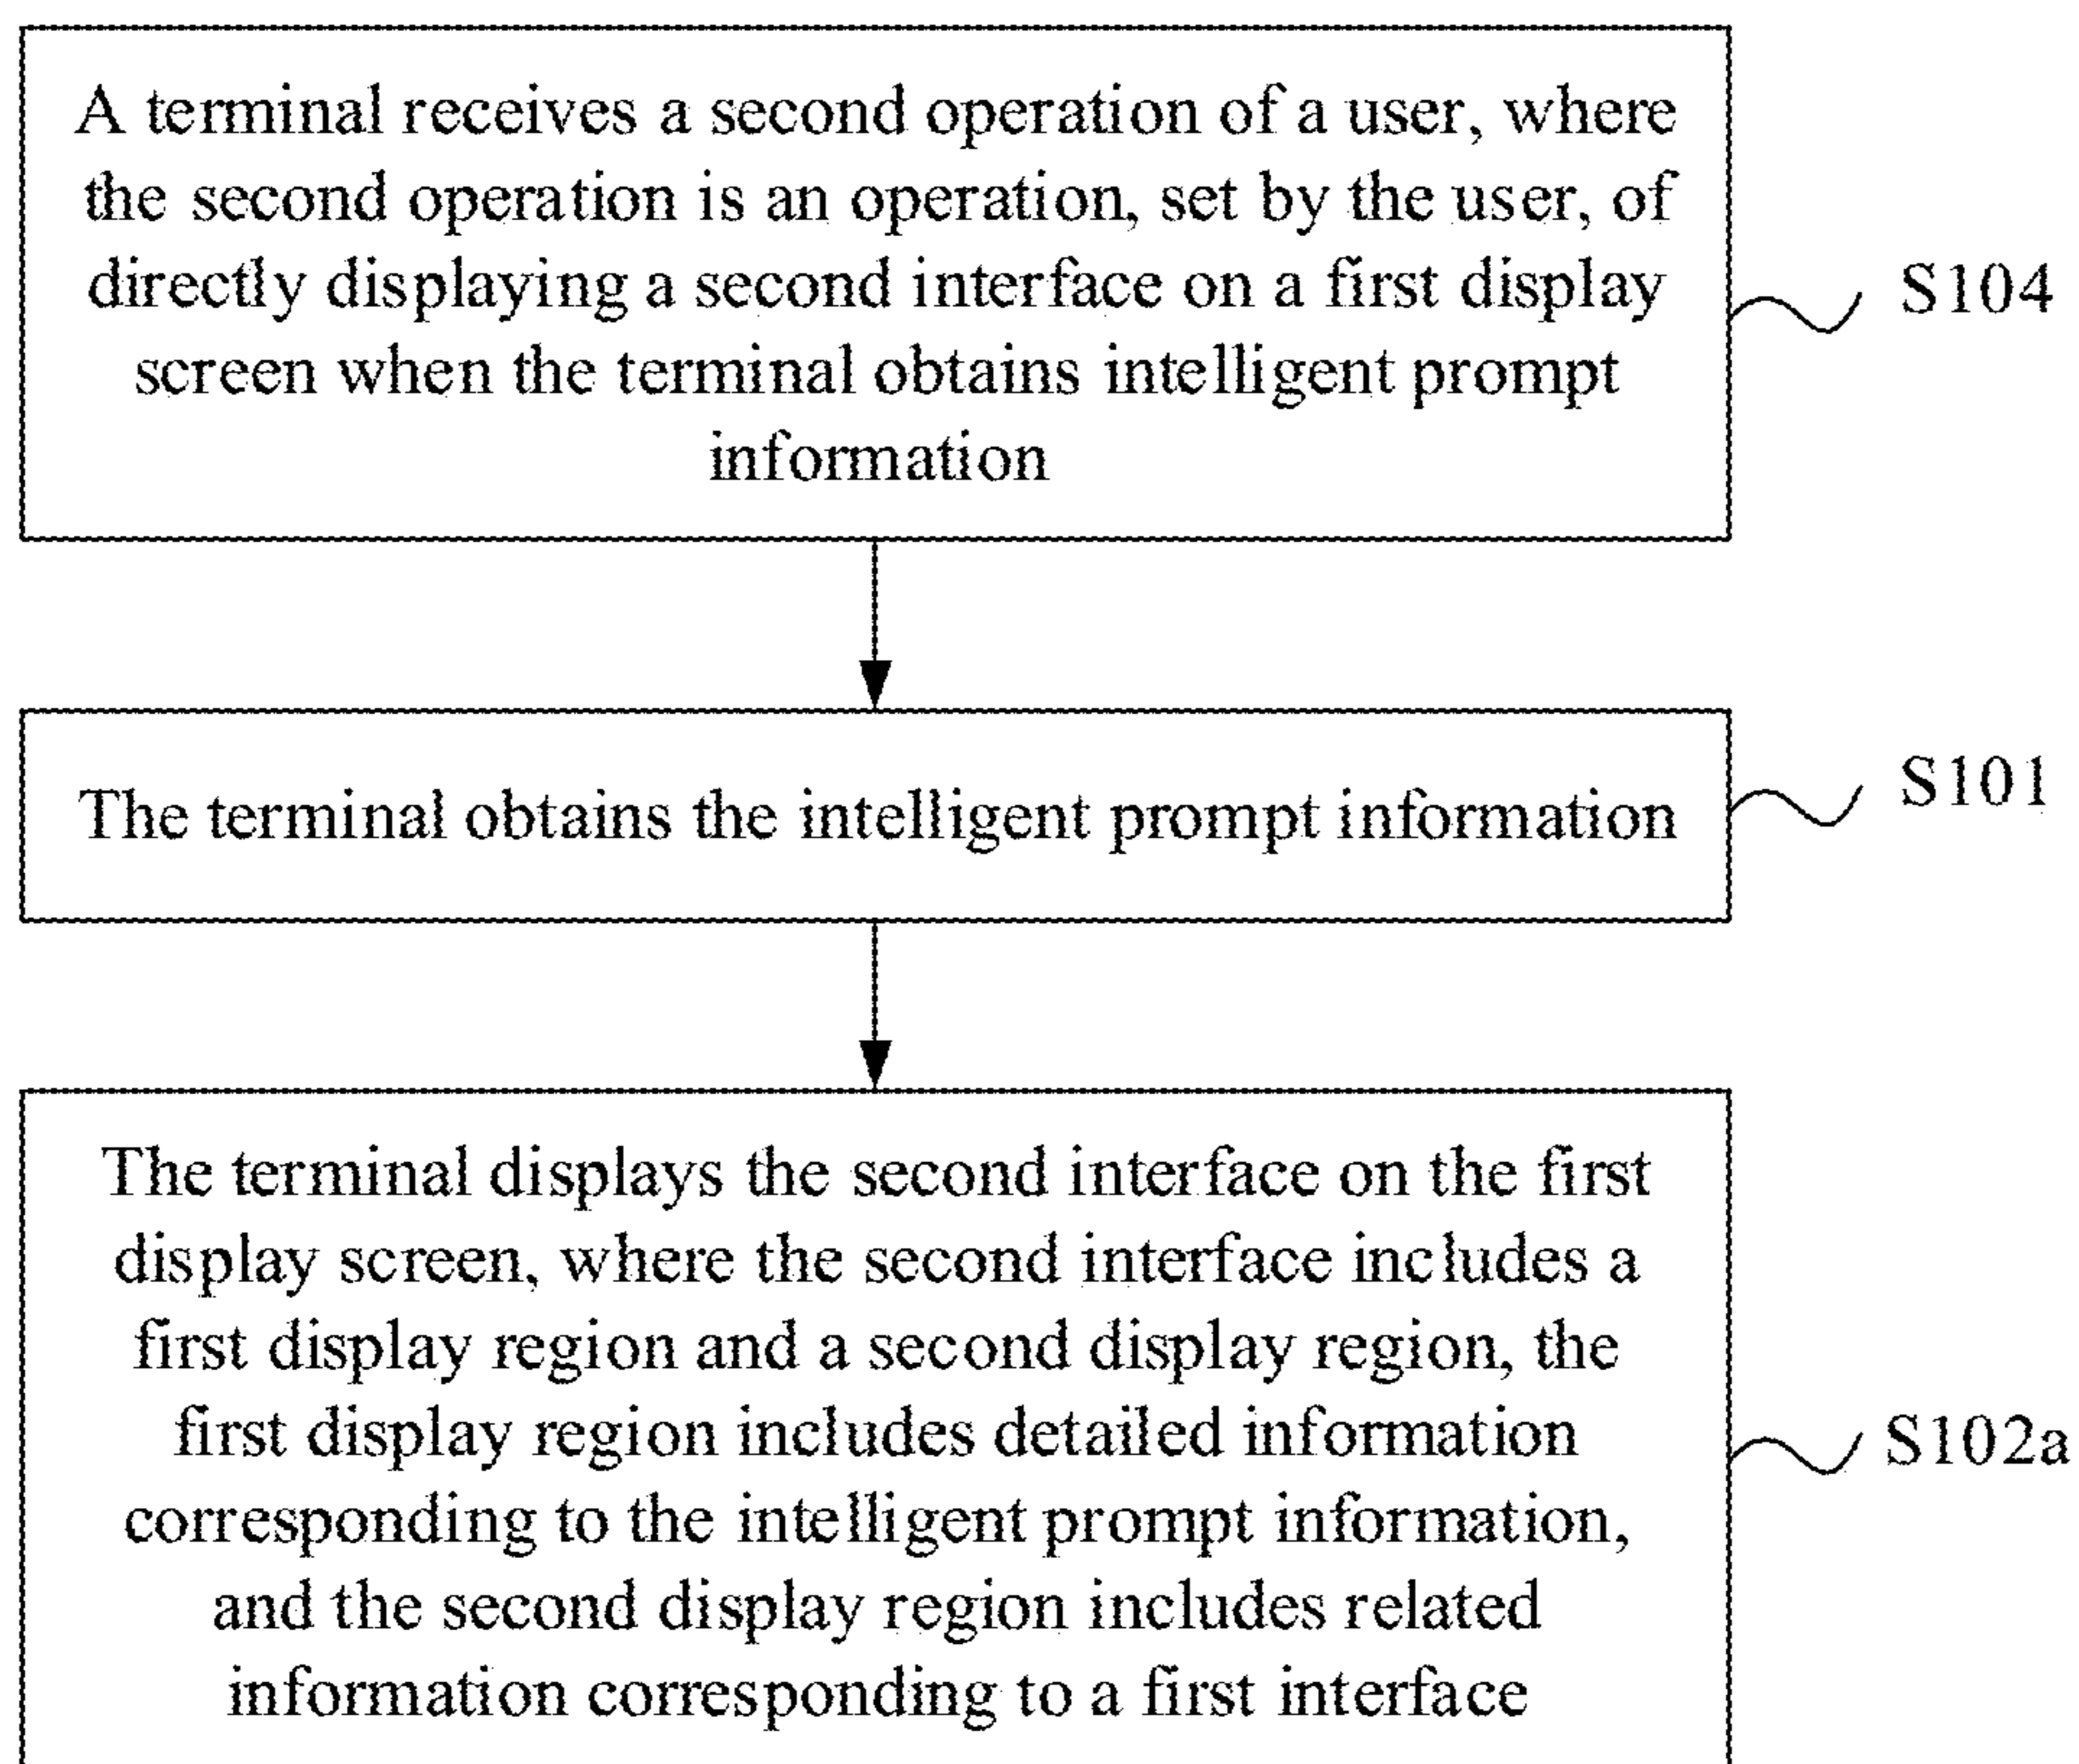 A terminal receives a second operation of a user, where
the second operation is an operation, set by the user, of
directly displaying a second interface on a first display
screen when the terminal obtains intelligent prompt
information
S104
The terminal obtains the intelligent prompt information
S101
The terminal displays the second interface on the first
display screen, where the second interface includes a
first display region and a second display region, the
first display region includes detailed information
corresponding to the intelligent prompt information,
and the second display region includes related
information corresponding to a first interface
S102a